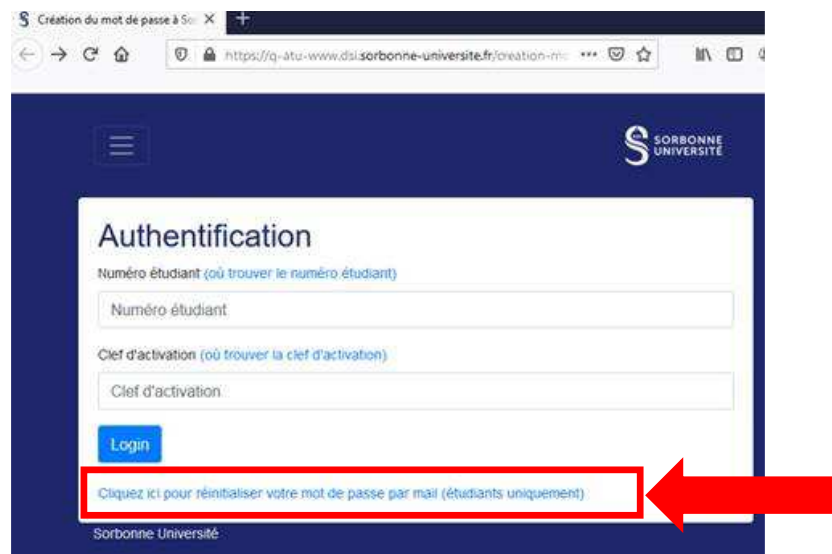 Création du mot de passe à So
https://q-atu-www.dsi.sorbonne-universite.fr/creation-mo
SORBONNE
UNIVERSITÉ
Authentification
Numéro étudiant (où trouver le numéro étudiant)
Numéro étudiant
Clef d'activation (où trouver la clef d'activation)
Clef d'activation
Login
Cliquez ici pour réinitialiser votre mot de passe par mail (étudiants uniquement)
Sorbonne Université